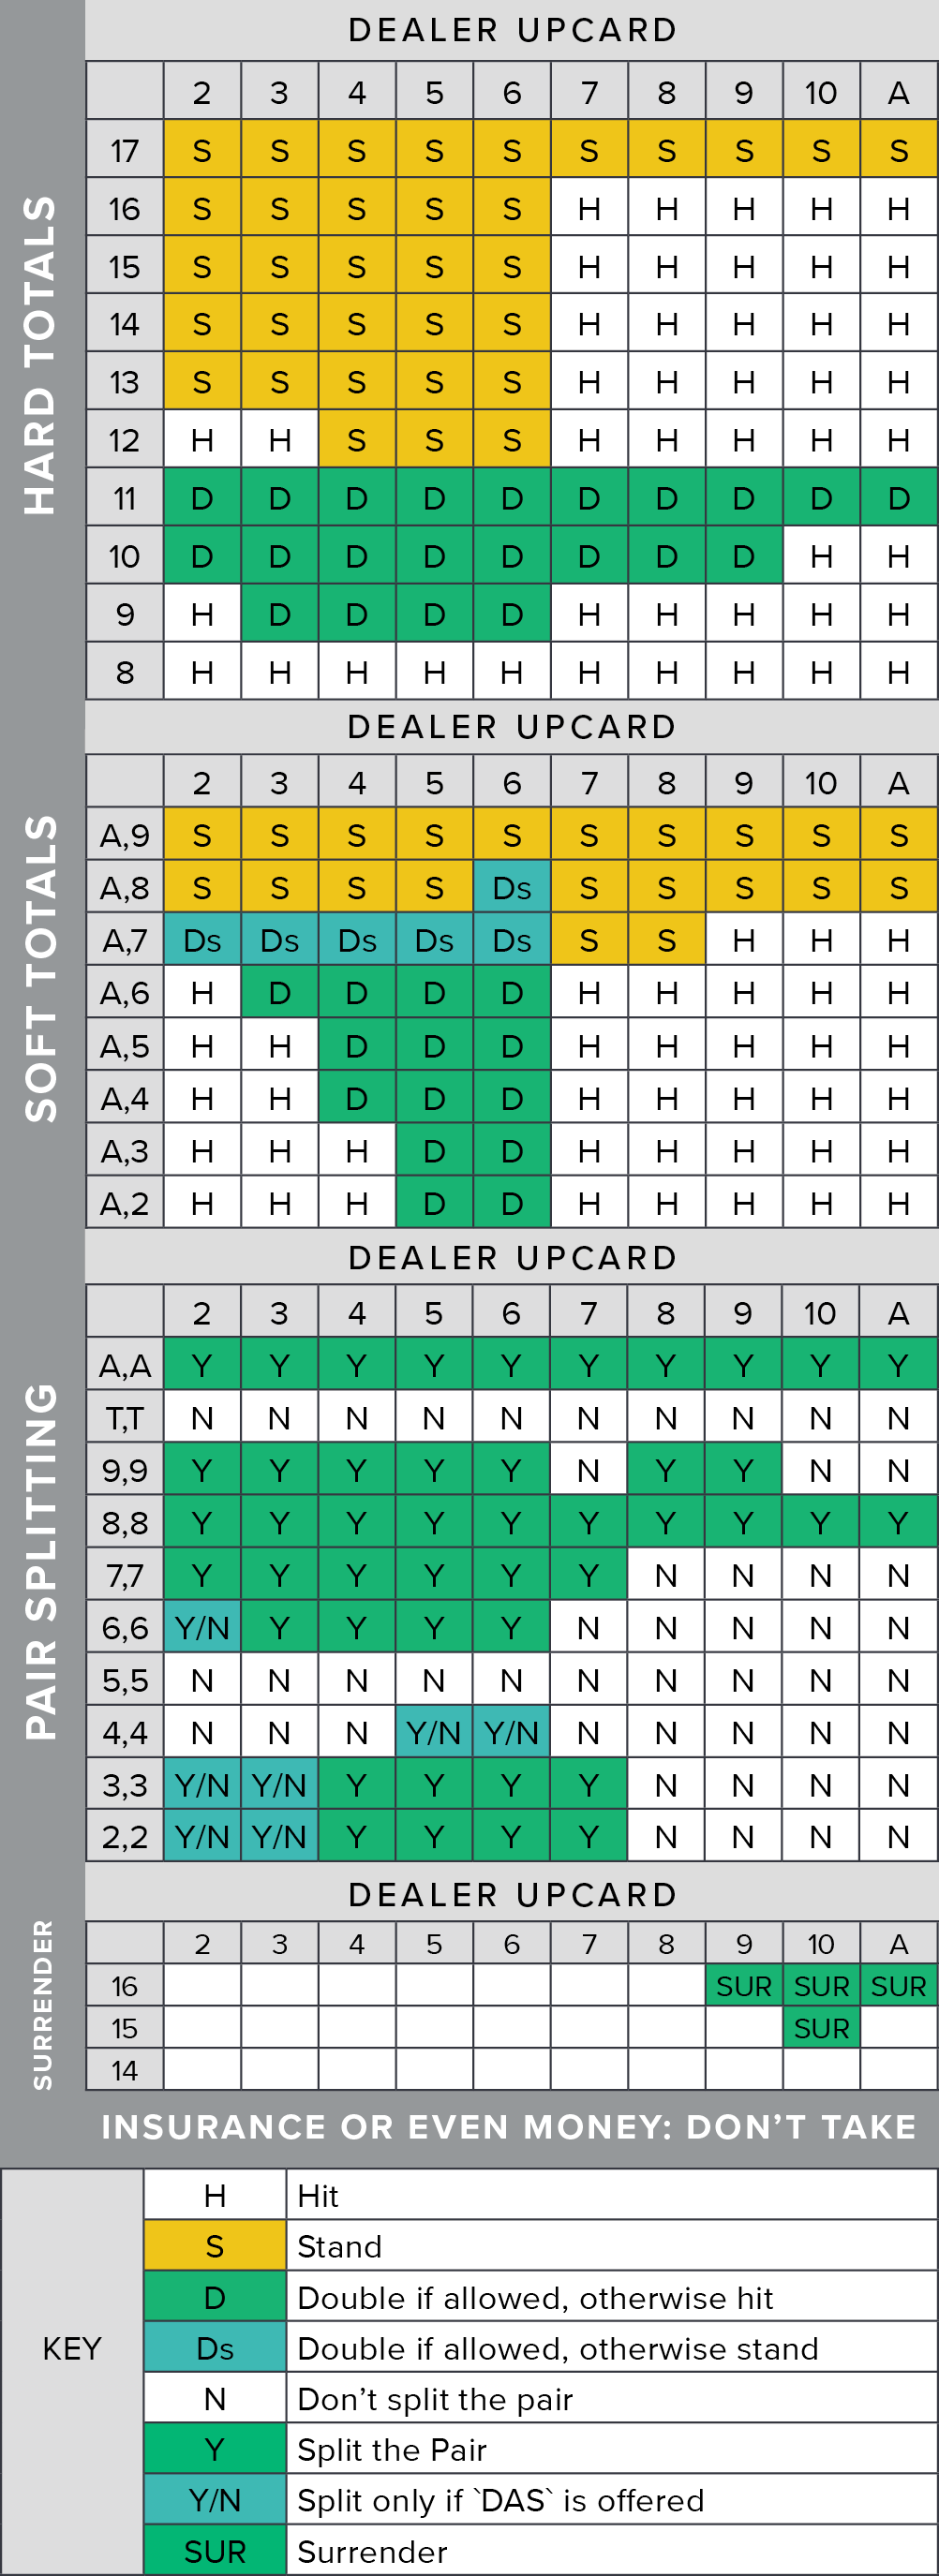 DEALER UPCARD
2 3 4 5 6 7 8 9 10 A
HARD TOTALS
17 S S S S S S S S S S
16 S S S S S H H H H H
15 S S S S S H H H H H
14 S S S S S H H H H H
13 S S S S S H H H H H
12 H H S S S H H H H H
11 D D D D D D D D D D
10 D D D D D D D D H H
9 H D D D D H H H H H
8 H H H H H H H H H H
DEALER UPCARD
2 3 4 5 6 7 8 9 10 A
SOFT TOTALS
A,9 S S S S S S S S S S
A,8 S S S S Ds S S S S S
A,7 Ds Ds Ds Ds Ds S S H H H
A,6 H D D D D H H H H H
A,5 H H D D D H H H H H
A,4 H H D D D H H H H H
A,3 H H H D D H H H H H
A,2 H H H D D H H H H H
DEALER UPCARD
2 3 4 5 6 7 8 9 10 A
PAIR SPLITTING
A,A Y Y Y Y Y Y Y Y Y Y
T,T N N N N N N N N N N
9,9 Y Y Y Y Y N Y Y N N
8,8 Y Y Y Y Y Y Y Y Y Y
7,7 Y Y Y Y Y Y N N N N
6,6 Y/N Y Y Y Y N N N N N
5,5 N N N N N N N N N N
4,4 N N N Y/N Y/N N N N N N
3,3 Y/N Y/N Y Y Y Y N N N N
2,2 Y/N Y/N Y Y Y Y N N N N
DEALER UPCARD
2 3 4 5 6 7 8 9 10 A
SURRENDER
16 SUR SUR SUR
15 SUR
14
INSURANCE OR EVEN MONEY: DON'T TAKE
KEY
H Hit
S Stand
D Double if allowed, otherwise hit
Ds Double if allowed, otherwise stand
N Don't split the pair
Y Split the Pair
Y/N Split only if `DAS` is offered
SUR Surrender